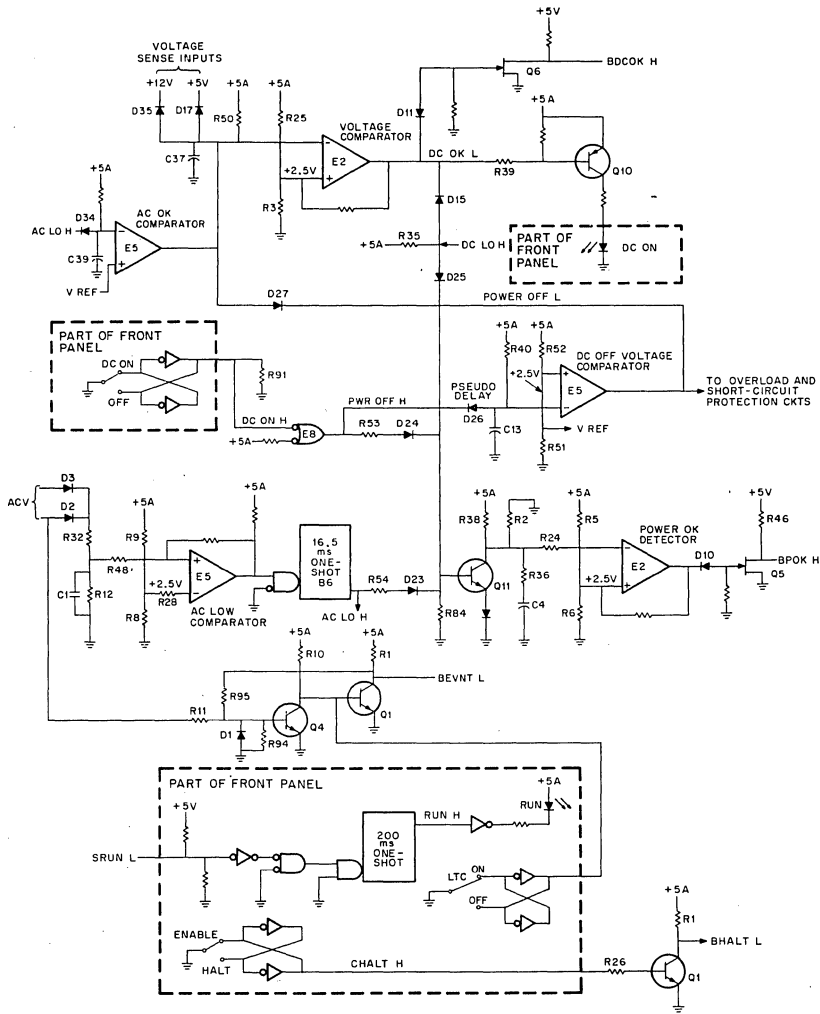 +5V
VOLTAGE
SENSE INPUTS
Q6
BDCOK H
+12V
+5V
+5A
+5A
D35
D17
R50
R25
D11
+5A
VOLTAGE
COMPARATOR
C37
E2
DC OK L
+2.5V
R39
Q10
+5A
R3
D15
AC OK
COMPARATOR
D34
AC LO H
E5
C39
V REF
R35
+5A
DC LO H
PART OF
FRONT
PANEL
DC ON
D25
D27
POWER OFF L
PART OF FRONT
PANEL
DC ON
OFF
R91
+5A
+5A
R40
R52
DC OFF VOLTAGE
COMPARATOR
+2.5V
E5
TO OVERLOAD AND
SHORT-CIRCUIT
PROTECTION CKTS
PWR OFF H
PSEUDO
DELAY
D26
C13
V REF
R51
DC ON H
E8
+5A
R53
D24
D3
ACV
D2
+5A
+5A
R9
R32
R48
16.5
ms
ONE-
SHOT
B6
E5
+2.5V
R28
C1
R12
R8
AC LOW
COMPARATOR
R54
D23
AC LO H
R84
+5A
R38
R2
R24
+5A
R5
POWER OK
DETECTOR
+5V
R46
Q11
R36
C4
+2.5V
E2
D10
BPOK H
Q5
R6
+5A
R10
+5A
R1
BEVNT L
R95
R11
Q4
Q1
D1
R94
PART OF FRONT PANEL
+5V
+5A
RUN
RUN H
200
ms
ONE-
SHOT
SRUN L
LTC
ON
OFF
ENABLE
HALT
CHALT H
+5A
R1
BHALT L
R26
Q1